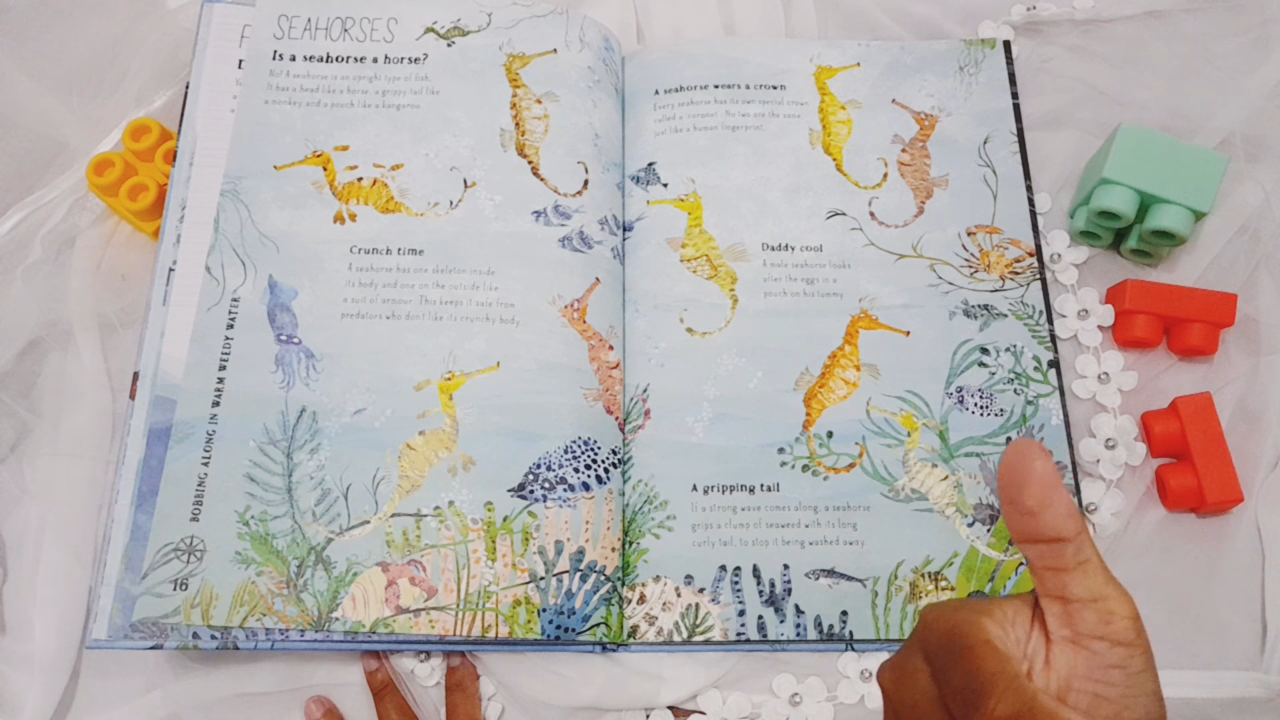 SEAHORSES
Is a seahorse a horse?
No! A seahorse is an upright type of fish.
It has a head like a horse, a grippy tail like
a monkey and a pouch like a kangaroo.
Crunch time
A seahorse has one skeleton inside
its body and one on the outside like
a suit of armour. This keeps it safe from
predators who don't like its crunchy body.
BOBBING ALONG IN WARM WEEDY WATER
16
A seahorse wears a crown
Every seahorse has its own special crown
called a 'coronet'. No two are the same
just like a human fingerprint.
Daddy cool
A male seahorse looks
after the eggs in a
pouch on his tummy.
A gripping tail
If a strong wave comes along, a seahorse
grips a clump of seaweed with its long
curly tail, to stop it being washed away.